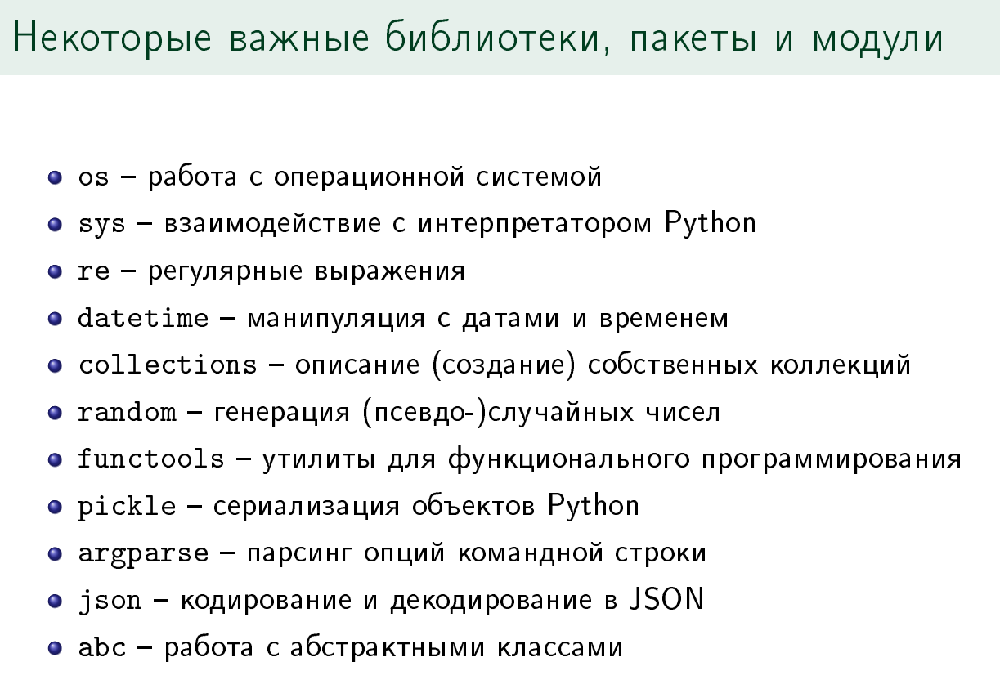 Некоторые важные библиотеки, пакеты и модули
os – работа с операционной системой
sys – взаимодействие с интерпретатором Python
re – регулярные выражения
datetime – манипуляция с датами и временем
collections – описание (создание) собственных коллекций
random – генерация (псевдо-)случайных чисел
functools – утилиты для функционального программирования
pickle – сериализация объектов Python
argparse – парсинг опций командной строки
json – кодирование и декодирование в JSON
abc – работа с абстрактными классами